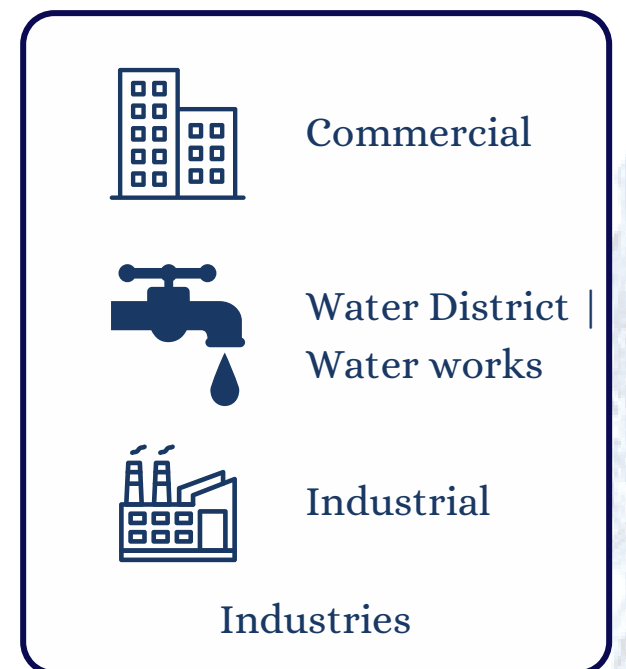 Commercial
Water District |
Water works
Industrial
Industries